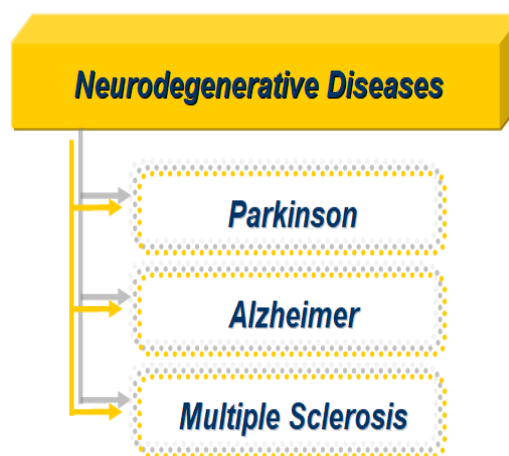 Neurodegenerative Diseases
Parkinson
Alzheimer
Multiple Sclerosis